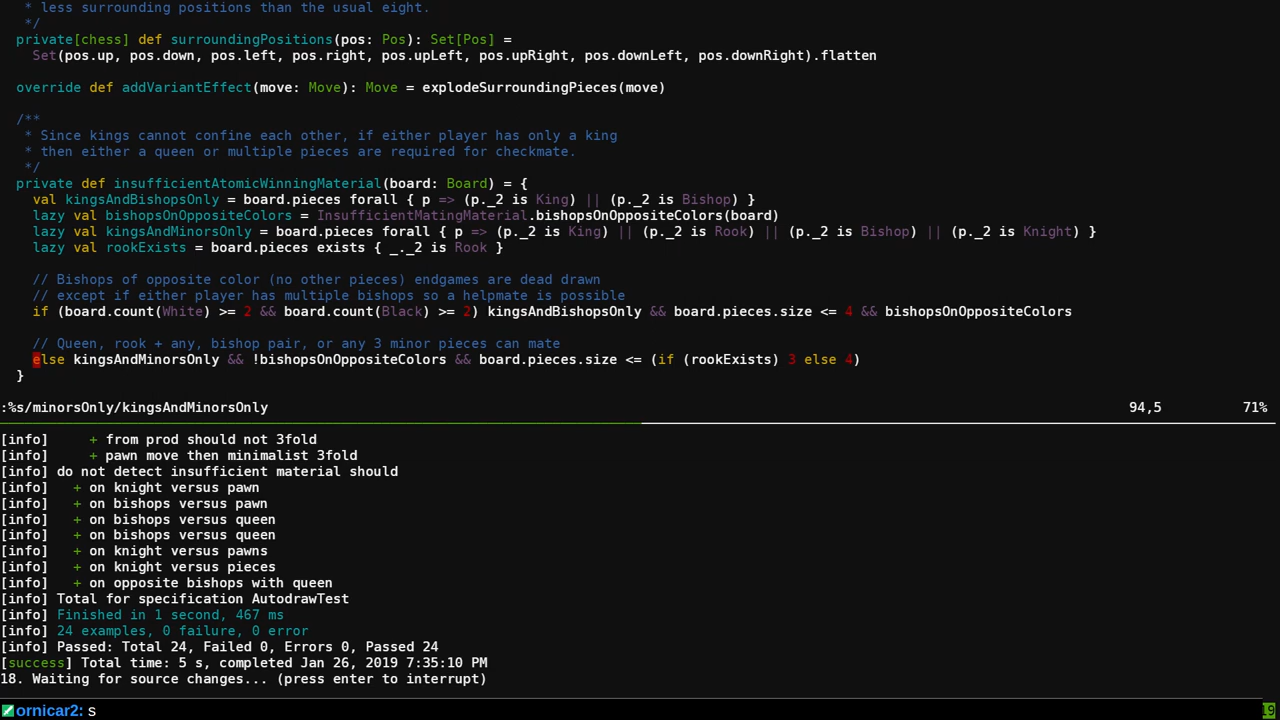 * less surrounding positions than the usual eight.
   */
  private[chess] def surroundingPositions(pos: Pos): Set[Pos] =
    Set(pos.up, pos.down, pos.left, pos.right, pos.upLeft, pos.upRight, pos.downLeft, pos.downRight).flatten

  override def addVariantEffect(move: Move): Move = explodeSurroundingPieces(move)

  /**
   * Since kings cannot confine each other, if either player has only a king
   * then either a queen or multiple pieces are required for checkmate.
   */
  private def insufficientAtomicWinningMaterial(board: Board) = {
    val kingsAndBishopsOnly = board.pieces forall { p => (p._2 is King) || (p._2 is Bishop) }
    lazy val bishopsOnOppositeColors = InsufficientMatingMaterial.bishopsOnOppositeColors(board)
    lazy val kingsAndMinorsOnly = board.pieces forall { p => (p._2 is King) || (p._2 is Rook) || (p._2 is Bishop) || (p._2 is Knight) }
    lazy val rookExists = board.pieces exists { _._2 is Rook }

    // Bishops of opposite color (no other pieces) endgames are dead drawn
    // except if either player has multiple bishops so a helpmate is possible
    if (board.count(White) >= 2 && board.count(Black) >= 2) kingsAndBishopsOnly && board.pieces.size <= 4 && bishopsOnOppositeColors

    // Queen, rook + any, bishop pair, or any 3 minor pieces can mate
    else kingsAndMinorsOnly && !bishopsOnOppositeColors && board.pieces.size <= (if (rookExists) 3 else 4)
  }
:%s/minorsOnly/kingsAndMinorsOnly 94,5 71%
[info]     + from prod should not 3fold
[info]     + pawn move then minimalist 3fold
[info] do not detect insufficient material should
[info]   + on knight versus pawn
[info]   + on bishops versus pawn
[info]   + on bishops versus queen
[info]   + on bishops versus queen
[info]   + on knight versus pawns
[info]   + on knight versus pieces
[info]   + on opposite bishops with queen
[info] Total for specification AutodrawTest
[info] Finished in 1 second, 467 ms
[info] 24 examples, 0 failure, 0 error
[info] Passed: Total 24, Failed 0, Errors 0, Passed 24
[success] Total time: 5 s, completed Jan 26, 2019 7:35:10 PM
18. Waiting for source changes... (press enter to interrupt)
ornicar2: s